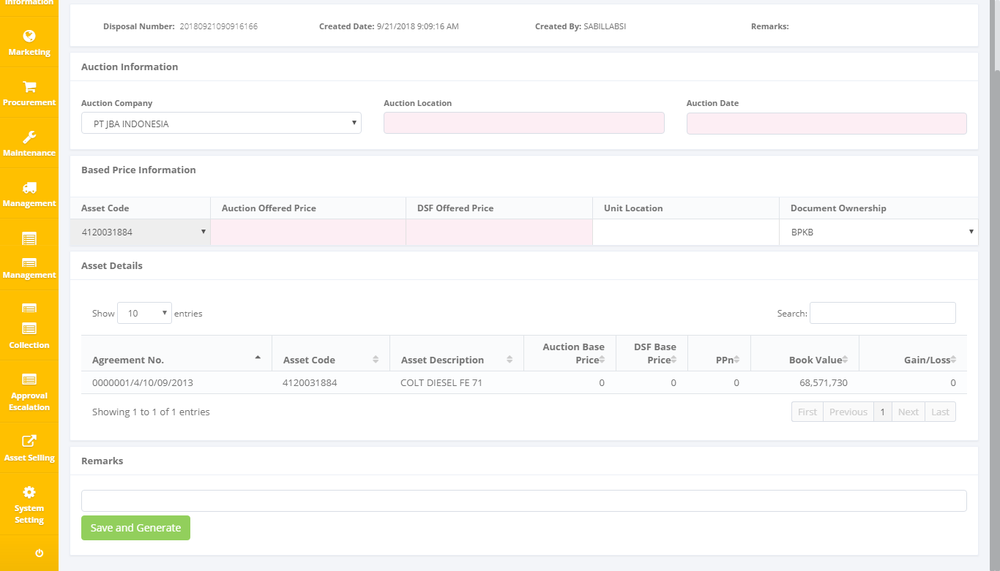 Information
Marketing
Procurement
Maintenance
Management
Management
Collection
Approval
Escalation
Asset Selling
System
Setting
Disposal Number: 20180921090916166 Created Date: 9/21/2018 9:09:16 AM Created By: SABILLABSI Remarks:
Auction Information
Auction Company Auction Location Auction Date
PT JBA INDONESIA
Based Price Information
Asset Code Auction Offered Price DSF Offered Price Unit Location Document Ownership
4120031884 BPKB
Asset Details
Show 10 entries Search:
Auction Base DSF Base
Agreement No. Asset Code Asset Description Price Price PPn Book Value Gain/Loss
0000001/4/10/09/2013 4120031884 COLT DIESEL FE 71 0 0 0 68,571,730 0
Showing 1 to 1 of 1 entries First Previous 1 Next Last
Remarks
Save and Generate